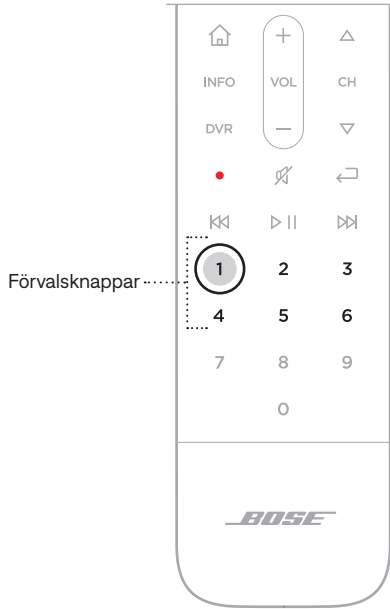 +
INFO VOL CH
DVR —
Förvalsknappar
1 2 3
4 5 6
7 8 9
0
BOSE